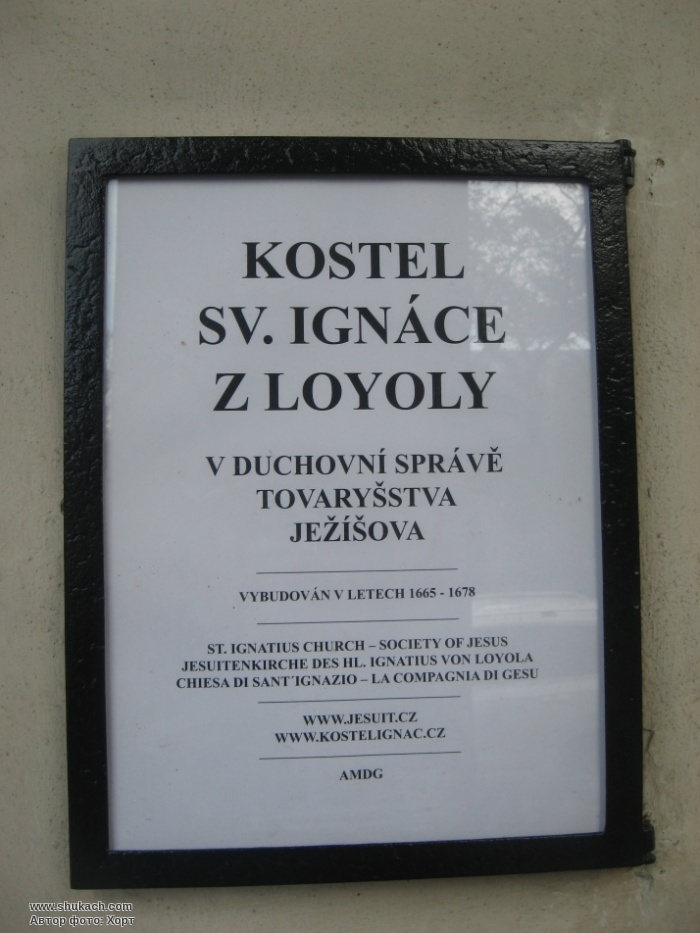 KOSTEL
SV. IGNÁCE
Z LOYOLY
V DUCHOVNÍ SPRÁVĚ
TOVARYŠSTVA
JEŽÍŠOVA
VYBUDOVÁN V LETECH 1665 - 1678
ST. IGNATIUS CHURCH – SOCIETY OF JESUS
JESUITENKIRCHE DES HL. IGNATIUS VON LOYOLA
CHIESA DI SANT´IGNAZIO – LA COMPAGNIA DI GESU
WWW.JESUIT.CZ
WWW.KOSTELIGNAC.CZ
AMDG
www.shukach.com
Автор фото: Хорт